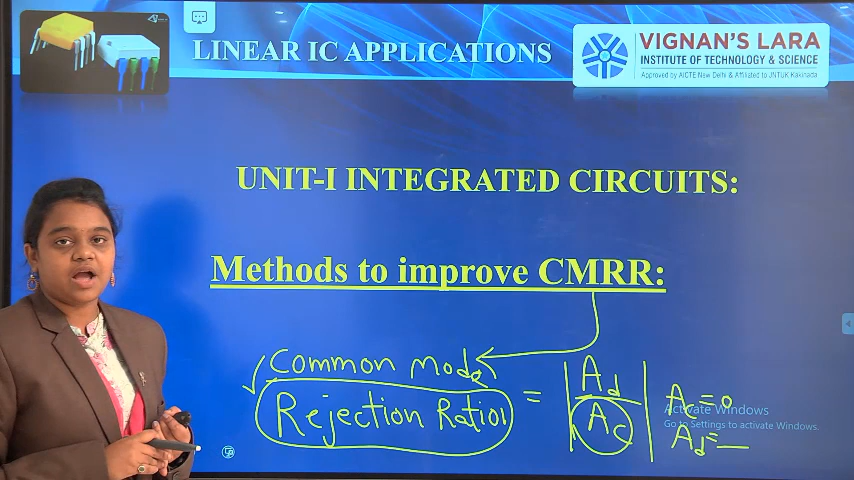 LINEAR IC APPLICATIONS
VIGNAN'S LARA
INSTITUTE OF TECHNOLOGY & SCIENCE
Approved by AICTE New Delhi & Affiliated to JNTUK Kakinada
UNIT-I INTEGRATED CIRCUITS:
Methods to improve CMRR:
Common mode
Rejection Ratio
= | Ad / Ac |
Ac = 0
Ad = __
Activate Windows
Go to Settings to activate Windows.